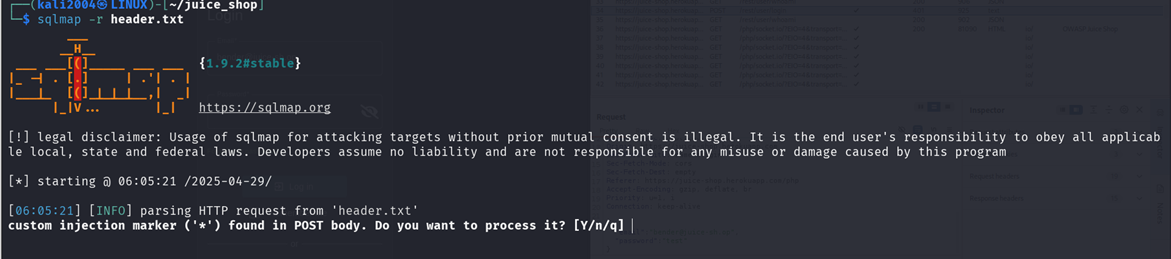 (kali2004㉿LINUX)-[~/juice_shop]
$ sqlmap -r header.txt
{1.9.2#stable}
https://sqlmap.org
[!] legal disclaimer: Usage of sqlmap for attacking targets without prior mutual consent is illegal. It is the end user's responsibility to obey all applicab
le local, state and federal laws. Developers assume no liability and are not responsible for any misuse or damage caused by this program
[*] starting @ 06:05:21 /2025-04-29/
[06:05:21] [INFO] parsing HTTP request from 'header.txt'
custom injection marker ('*') found in POST body. Do you want to process it? [Y/n/q]